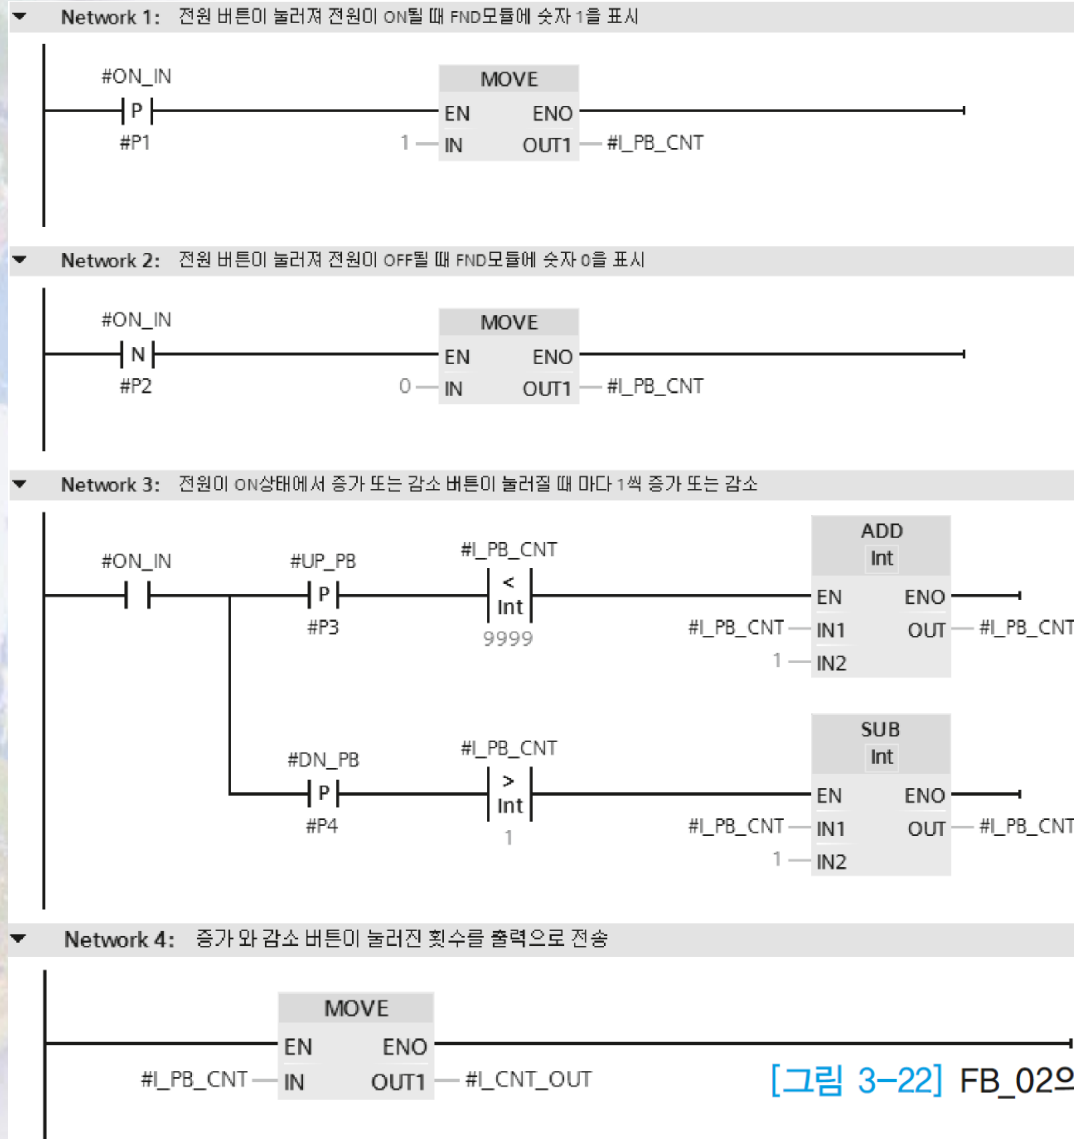 Network 1: 전원 버튼이 눌러져 전원이 ON될 때 FND모듈에 숫자 1을 표시
#ON_IN
P
#P1
MOVE
EN ENO
1 IN OUT1 #I_PB_CNT
Network 2: 전원 버튼이 눌러져 전원이 OFF될 때 FND모듈에 숫자 0을 표시
#ON_IN
N
#P2
MOVE
EN ENO
0 IN OUT1 #I_PB_CNT
Network 3: 전원이 ON상태에서 증가 또는 감소 버튼이 눌러질 때 마다 1씩 증가 또는 감소
#ON_IN
#UP_PB
P
#P3
#I_PB_CNT
<
Int
9999
ADD
Int
EN ENO
#I_PB_CNT IN1 OUT #I_PB_CNT
1 IN2
#DN_PB
P
#P4
#I_PB_CNT
>
Int
1
SUB
Int
EN ENO
#I_PB_CNT IN1 OUT #I_PB_CNT
1 IN2
Network 4: 증가 와 감소 버튼이 눌러진 횟수를 출력으로 전송
MOVE
EN ENO
#I_PB_CNT IN OUT1 #I_CNT_OUT
[그림 3-22] FB_02의